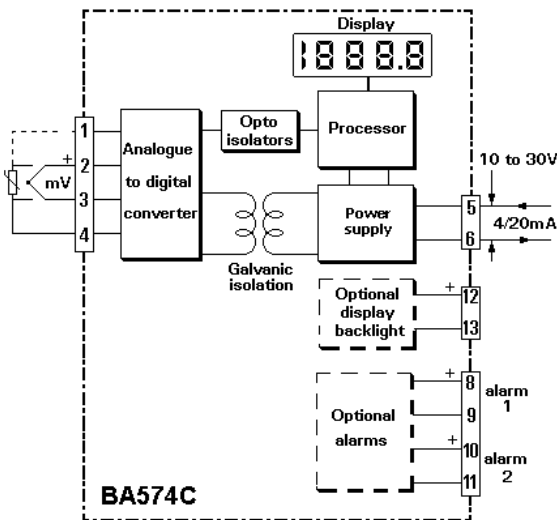 Display
1888.8
Opto
isolators
Processor
Analogue
to digital
converter
1
2
3
4
+
mV
10 to 30V
5
6
4/20mA
Power
supply
Galvanic
isolation
Optional
display
backlight
+
12
13
Optional
alarms
+
8
9
+
10
11
alarm
1
alarm
2
BA574C